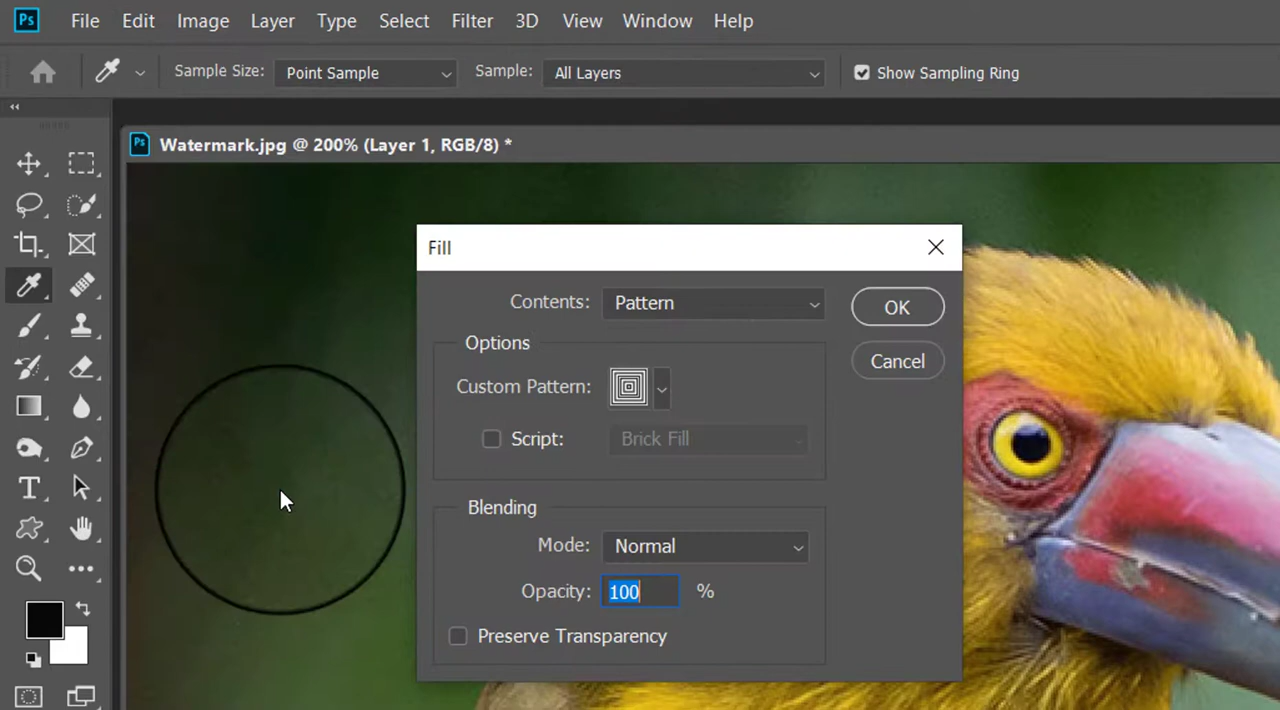 Ps File Edit Image Layer Type Select Filter 3D View Window Help
Sample Size: Point Sample Sample: All Layers Show Sampling Ring
Ps Watermark.jpg @ 200% (Layer 1, RGB/8) *
Fill
Contents: Pattern OK
Options
Cancel
Custom Pattern:
Script: Brick Fill
Blending
Mode: Normal
Opacity: 100 %
Preserve Transparency